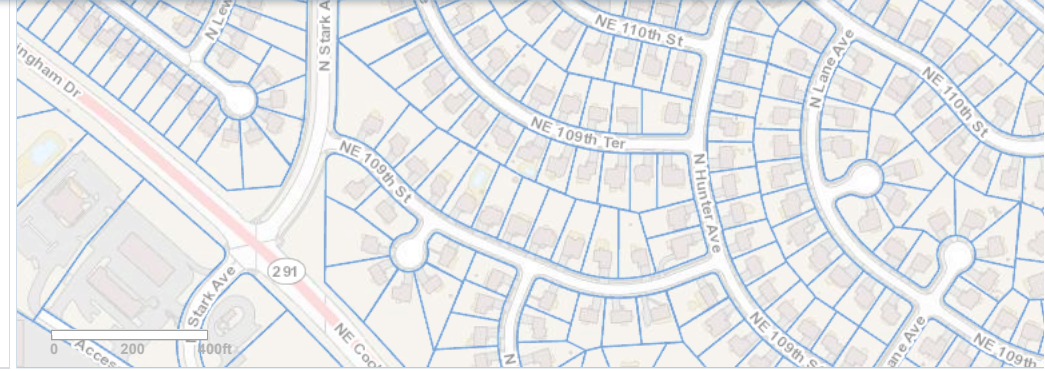 N Lew
N Stark A
NE 110th St
N Lane Ave
ingham Dr
NE 110th St
NE 109th Ter
NE 109th St
N Hunter Ave
291
Stark Ave
NE Coo
NE 109th S
ane Ave
NE 109th
N
0 200 400ft
Acces